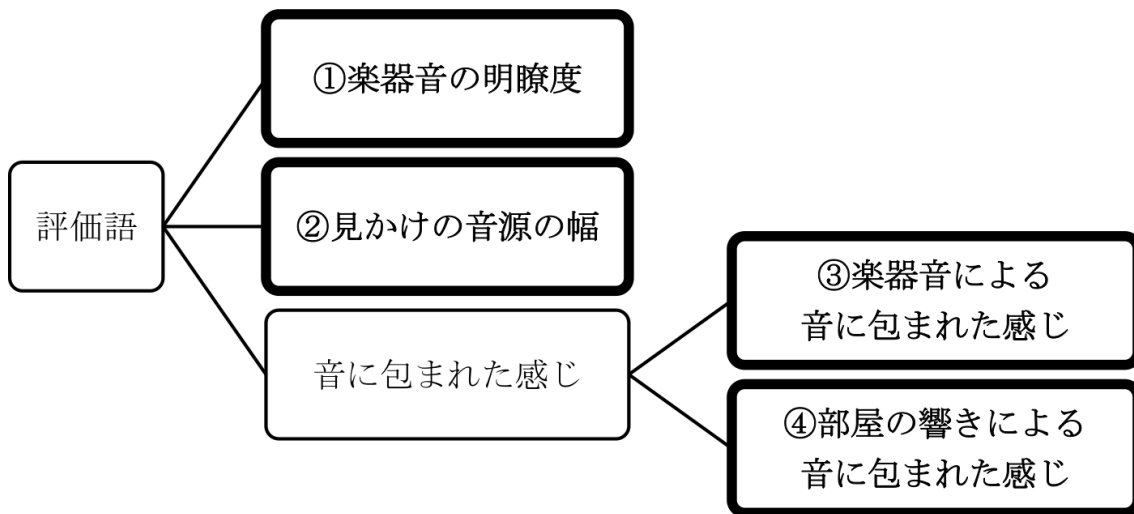 評価語
①楽器音の明瞭度
②見かけの音源の幅
音に包まれた感じ
③楽器音による
音に包まれた感じ
④部屋の響きによる
音に包まれた感じ